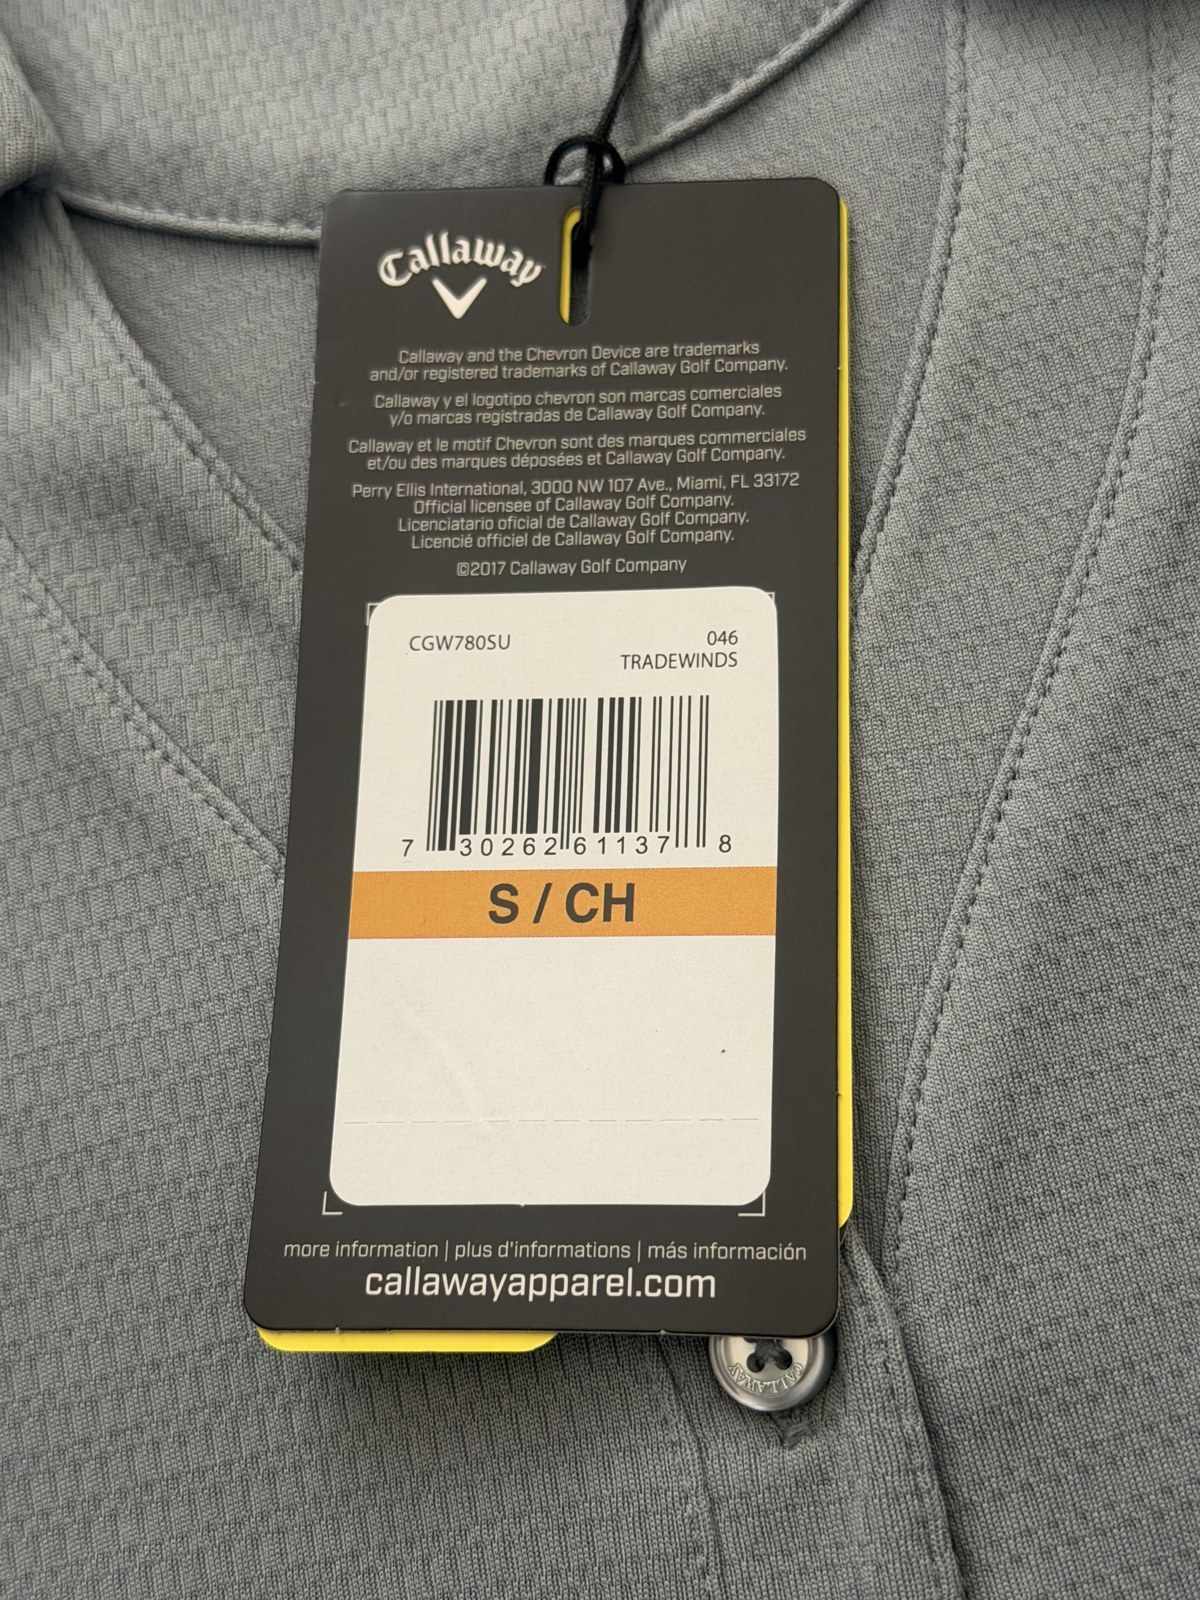 Callaway
Callaway and the Chevron Device are trademarks
and/or registered trademarks of Callaway Golf Company.
Callaway y el logotipo chevron son marcas comerciales
y/o marcas registradas de Callaway Golf Company.
Callaway et le motif Chevron sont des marques commerciales
et/ou des marques déposées et Callaway Golf Company.
Perry Ellis International, 3000 NW 107 Ave., Miami, FL 33172
Official licensee of Callaway Golf Company.
Licenciatario oficial de Callaway Golf Company.
Licencié officiel de Callaway Golf Company.
©2017 Callaway Golf Company
CGW780SU 046
TRADEWINDS
7 30262 61137 8
S / CH
more information | plus d'informations | más información
callawayapparel.com
CALLAWAY